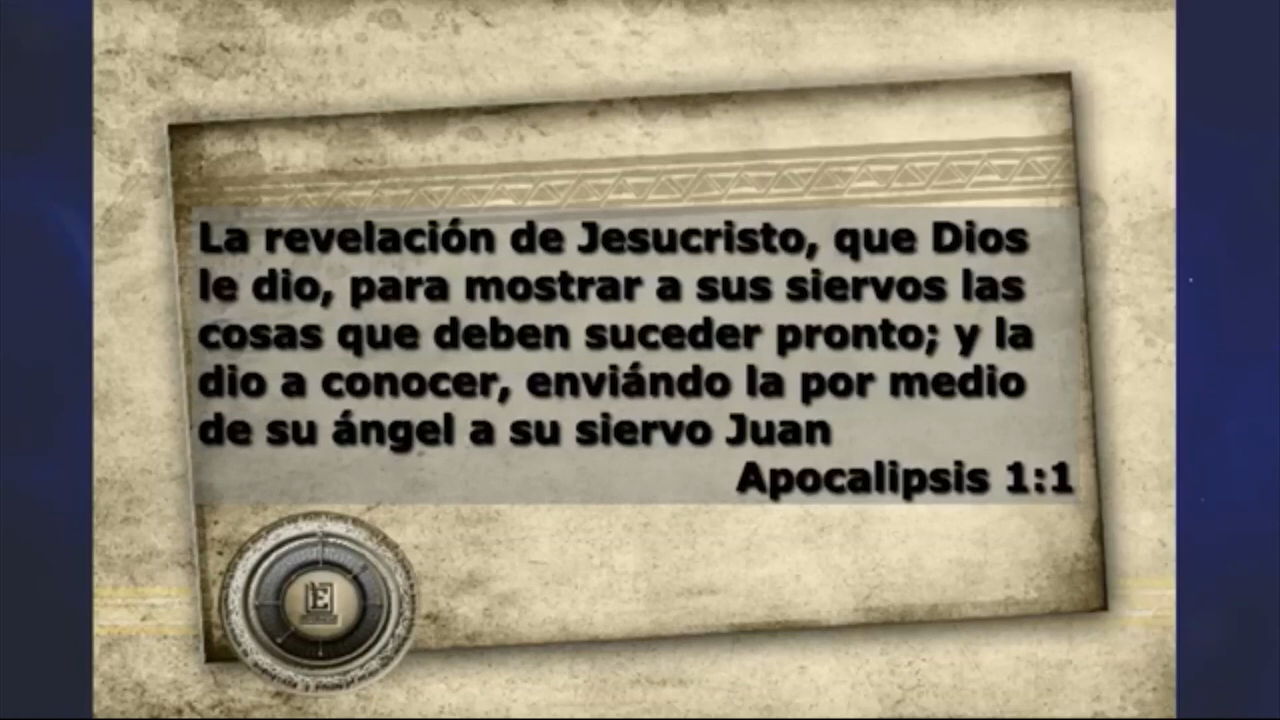 La revelación de Jesucristo, que Dios
le dio, para mostrar a sus siervos las
cosas que deben suceder pronto; y la
dio a conocer, enviándo la por medio
de su ángel a su siervo Juan
Apocalipsis 1:1
E